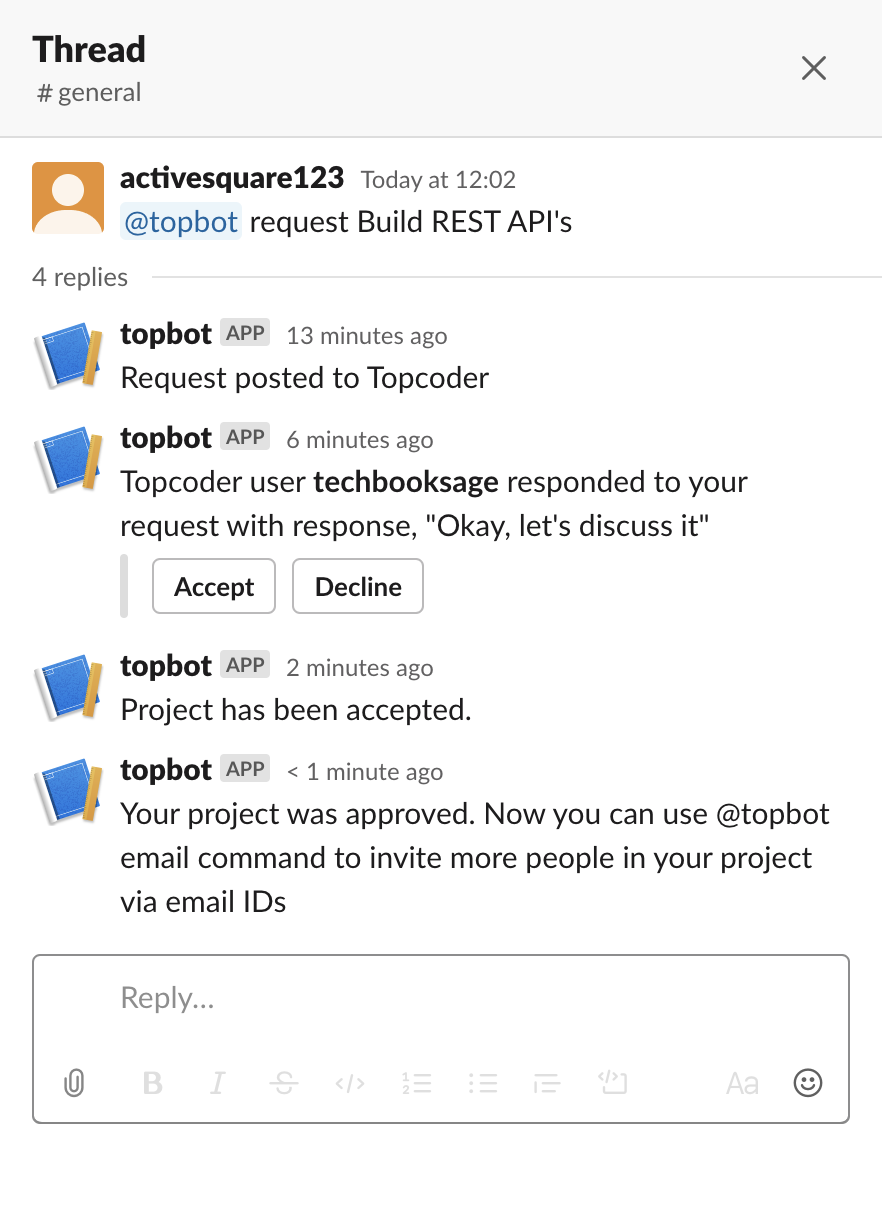 Thread
# general
activesquare123 Today at 12:02
@topbot request Build REST API's
4 replies
topbot APP 13 minutes ago
Request posted to Topcoder
topbot APP 6 minutes ago
Topcoder user techbooksage responded to your
request with response, "Okay, let's discuss it"
Accept Decline
topbot APP 2 minutes ago
Project has been accepted.
topbot APP < 1 minute ago
Your project was approved. Now you can use @topbot
email command to invite more people in your project
via email IDs
Reply...
B I S </> Aa